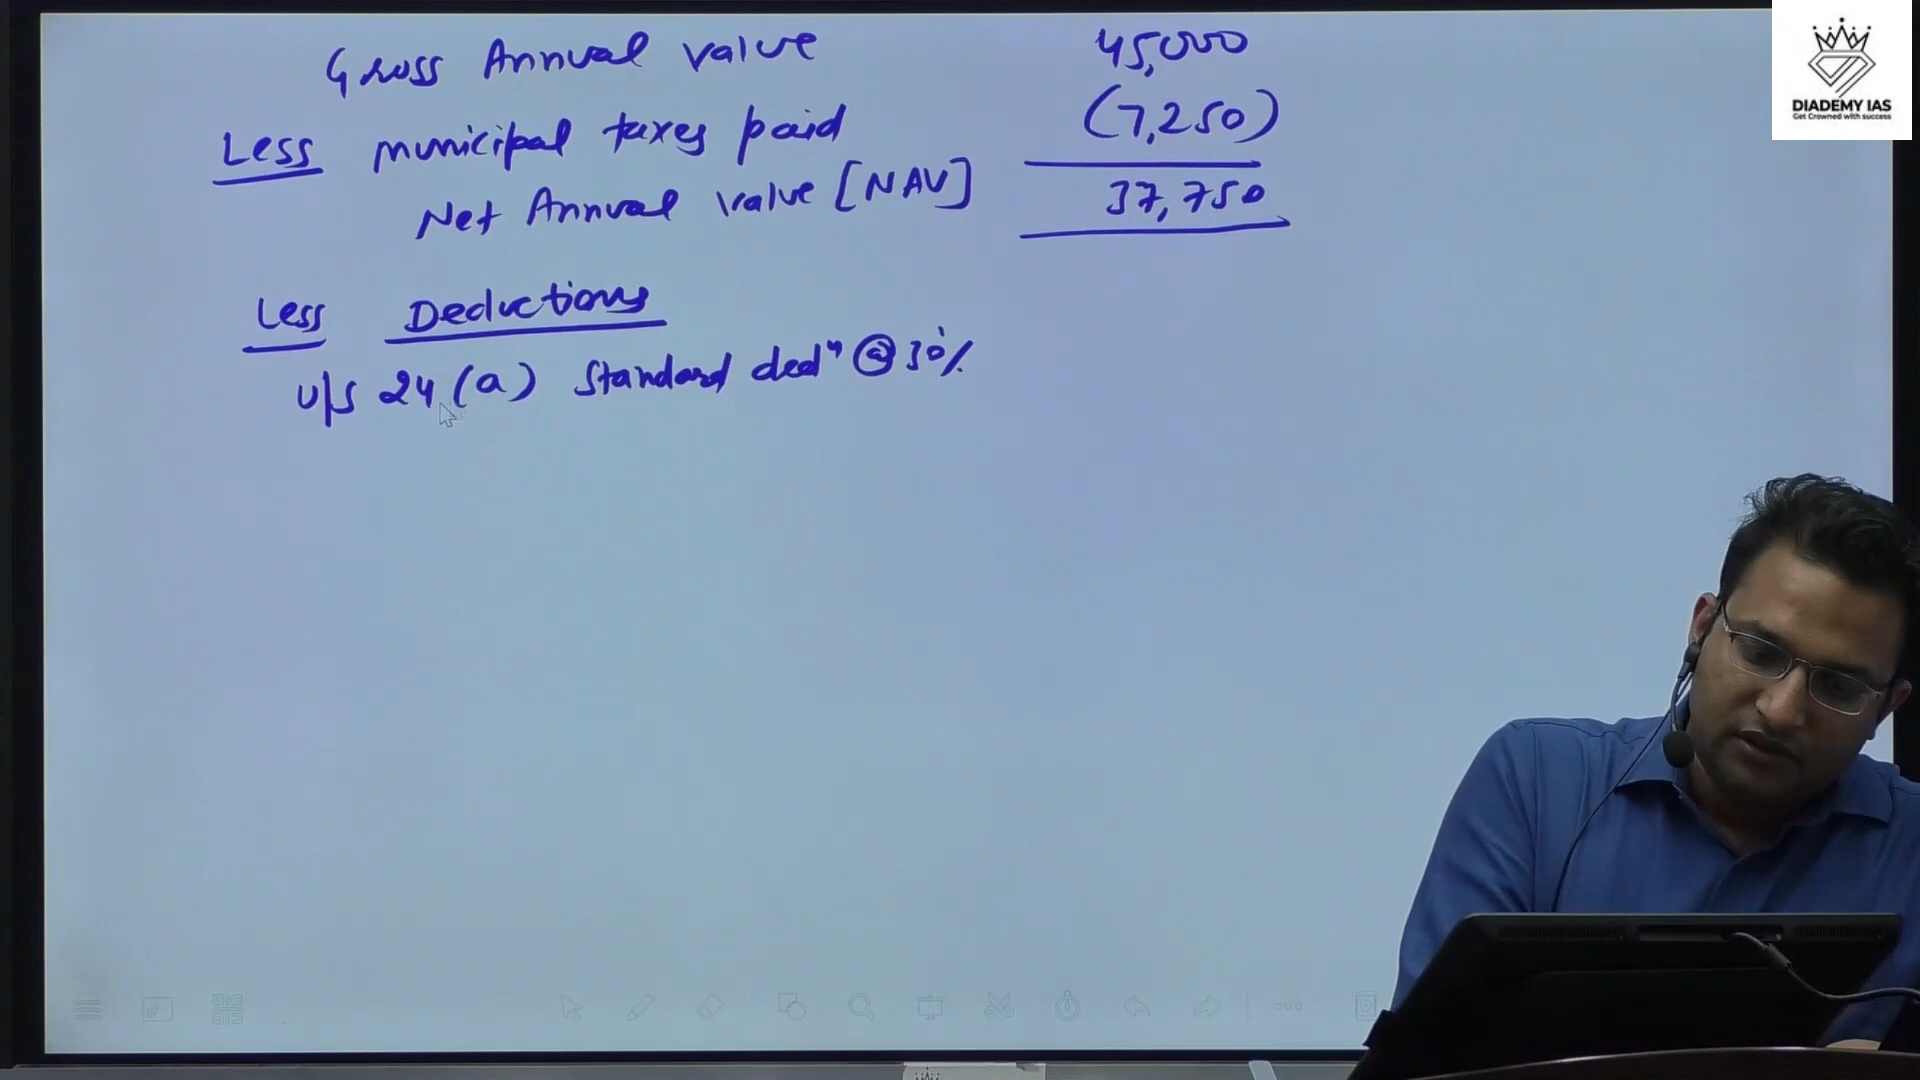 Gross Annual value 45,000
Less municipal taxes paid (7,250)
Net Annual value [NAV] 37,750
Less Deductions
u/s 24 (a) Standard dedⁿ @ 30%
DIADEMY IAS
Get Crowned with success